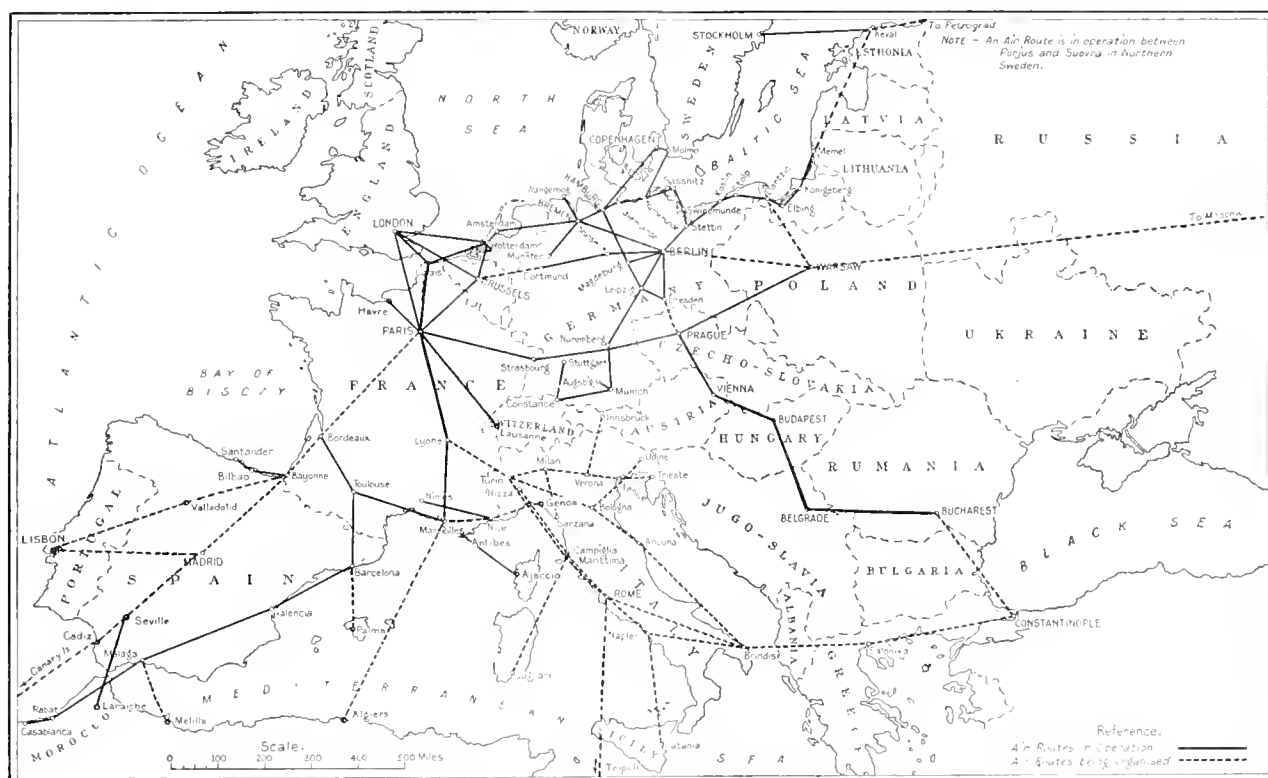 NORWAY
STOCKHOLM
To Petrograd
NOTE - An Air Route is in operation between
Porjus and Suovra in Northern
Sweden.
ESTHONIA
SCOTLAND
SWEDEN
NORTH
SEA
ATLANTIC OCEAN
IRELAND
ENGLAND
COPENHAGEN
Malmo
BALTIC SEA
LATVIA
RUSSIA
Memel
LITHUANIA
Konigsberg
Elbing
Stolp
Sassnitz
HAMBURG
BREMEN
Swinemunde
Stettin
LONDON
Amsterdam
Rotterdam
Munster
BERLIN
To Moscow
WARSAW
BRUSSELS
Dortmund
Magdeburg
Leipzig
Dresden
GERMANY
POLAND
Havre
PARIS
Nuremberg
PRAGUE
UKRAINE
Strasbourg
Stuttgart
CZECHO-SLOVAKIA
BAY OF
BISCAY
FRANCE
Augsb'g
Munich
Constance
VIENNA
Innsbruck
AUSTRIA
BUDAPEST
HUNGARY
Lausanne
Bordeaux
Lyons
Santander
Bilbao
Bayonne
Milan
Udine
RUMANIA
Turin
Verona
Trieste
Toulouse
Nimes
Nizza
Genoa
Bologna
Valladolid
Marseilles
Nice
Sarzana
BELGRADE
BUCHAREST
JUGO-SLAVIA
BLACK SEA
LISBON
MADRID
Antibes
Ancona
Campiglia
Marittima
PORTUGAL
SPAIN
Barcelona
Ajaccio
ITALY
BULGARIA
ROME
ALBANIA
Valencia
Seville
Palma
Naples
CONSTANTINOPLE
Cadiz
Canary Is
Malaga
Brindisi
Salonika
GREECE
MEDITERRANEAN
Rabat
Laraiche
Melilla
Algiers
Casablanca
MOROCCO
SICILY
Catania
Tripoli
SEA
Scale.
0 100 200 300 400 500 Miles
Reference.
Air Routes in Operation
Air Routes being organised